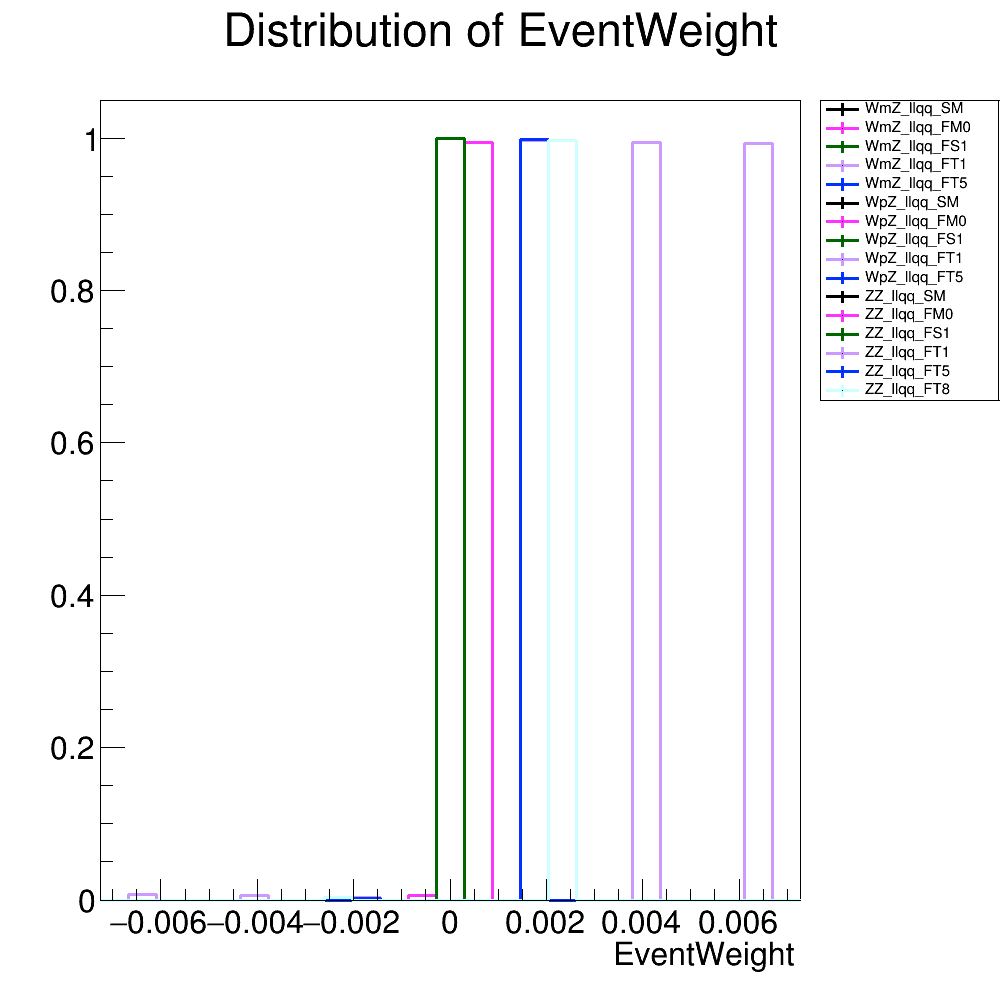 Distribution of EventWeight
WmZ_llqq_SM
WmZ_llqq_FM0
WmZ_llqq_FS1
WmZ_llqq_FT1
WmZ_llqq_FT5
WpZ_llqq_SM
WpZ_llqq_FM0
WpZ_llqq_FS1
WpZ_llqq_FT1
WpZ_llqq_FT5
ZZ_llqq_SM
ZZ_llqq_FM0
ZZ_llqq_FS1
ZZ_llqq_FT1
ZZ_llqq_FT5
ZZ_llqq_FT8
1
0.8
0.6
0.4
0.2
0
−0.006 −0.004 −0.002 0 0.002 0.004 0.006
EventWeight